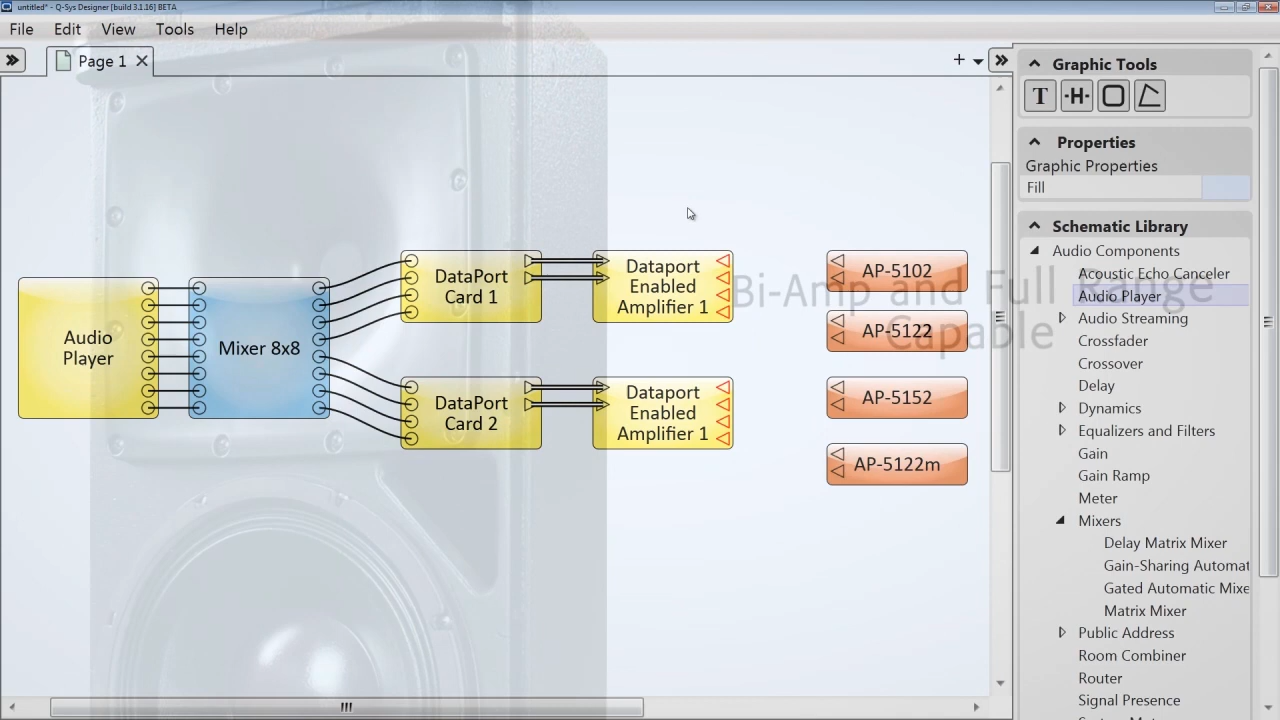 untitled* - Q-Sys Designer [build 3.1.16] BETA
File Edit View Tools Help
Page 1
Audio
Player
Mixer 8x8
DataPort
Card 1
DataPort
Card 2
Dataport
Enabled
Amplifier 1
Dataport
Enabled
Amplifier 1
AP-5102
AP-5122
AP-5152
AP-5122m
Bi-Amp and Full Range
Capable
Graphic Tools
T H
Properties
Graphic Properties
Fill
Schematic Library
Audio Components
Acoustic Echo Canceler
Audio Player
Audio Streaming
Crossfader
Crossover
Delay
Dynamics
Equalizers and Filters
Gain
Gain Ramp
Meter
Mixers
Delay Matrix Mixer
Gain-Sharing Automat
Gated Automatic Mixe
Matrix Mixer
Public Address
Room Combiner
Router
Signal Presence